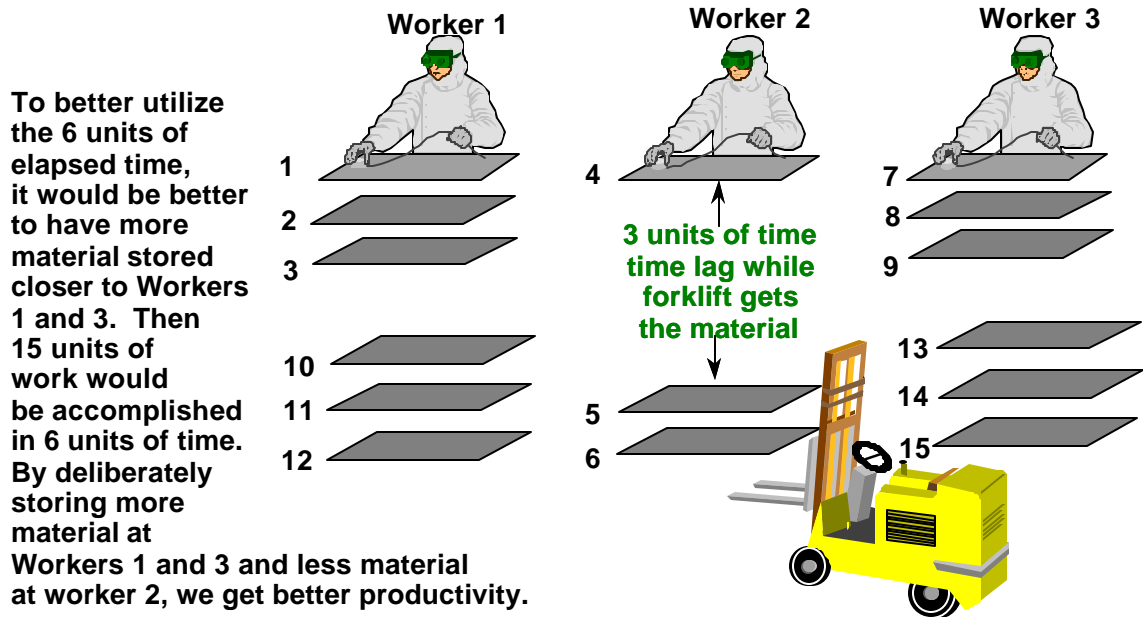 Worker 1
Worker 2
Worker 3
To better utilize
the 6 units of
elapsed time,
it would be better
to have more
material stored
closer to Workers
1 and 3. Then
15 units of
work would
be accomplished
in 6 units of time.
By deliberately
storing more
material at
Workers 1 and 3 and less material
at worker 2, we get better productivity.
1
2
3
10
11
12
4
3 units of time
time lag while
forklift gets
the material
5
6
7
8
9
13
14
15